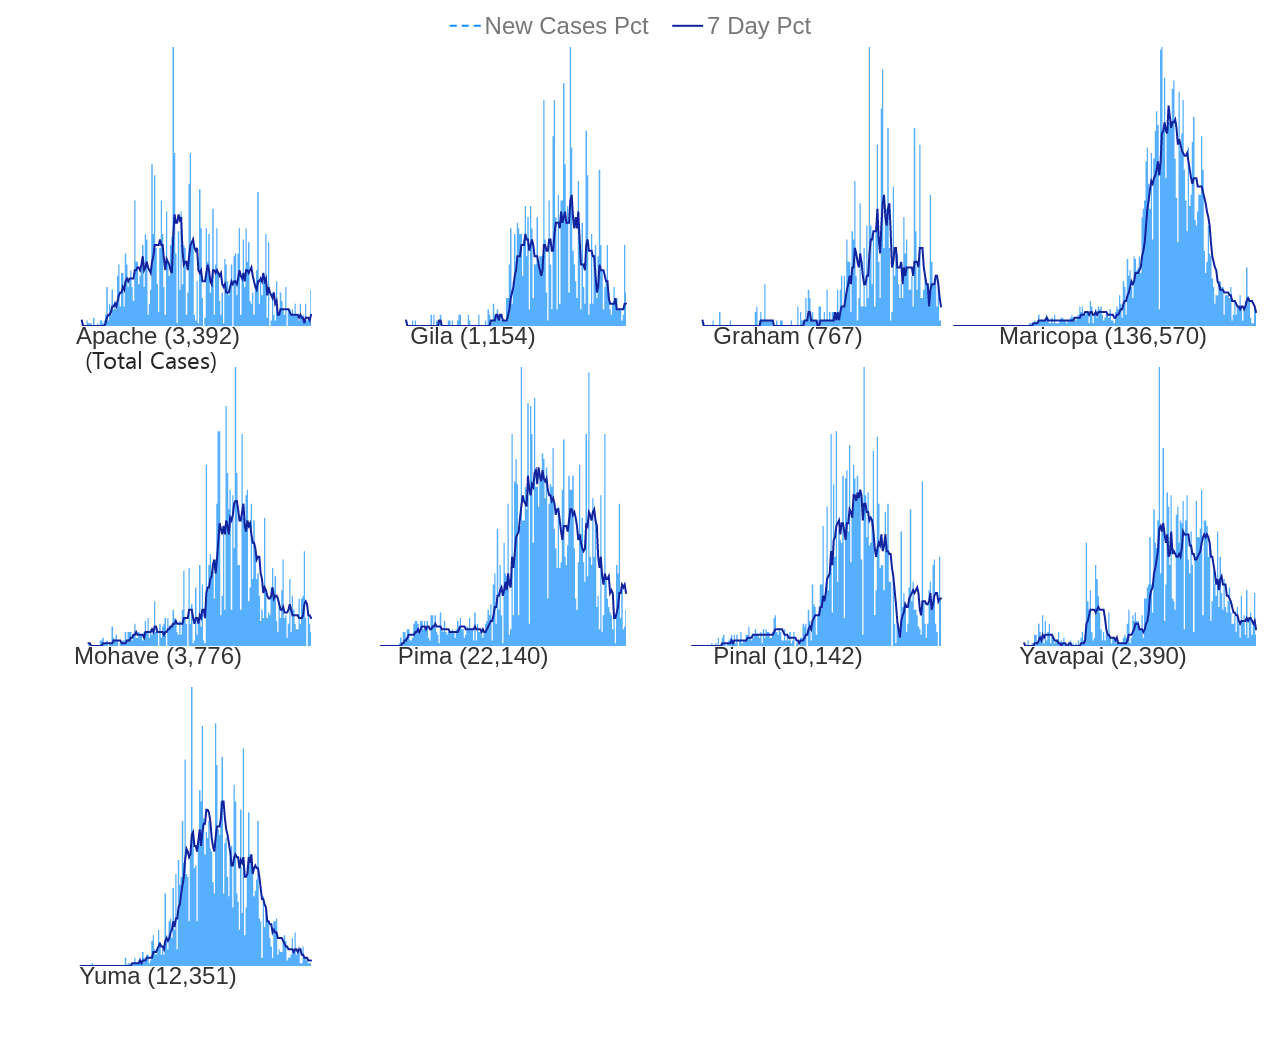 New Cases Pct 7 Day Pct
Apache (3,392) Gila (1,154) Graham (767) Maricopa (136,570)
(Total Cases)
Mohave (3,776) Pima (22,140) Pinal (10,142) Yavapai (2,390)
Yuma (12,351)